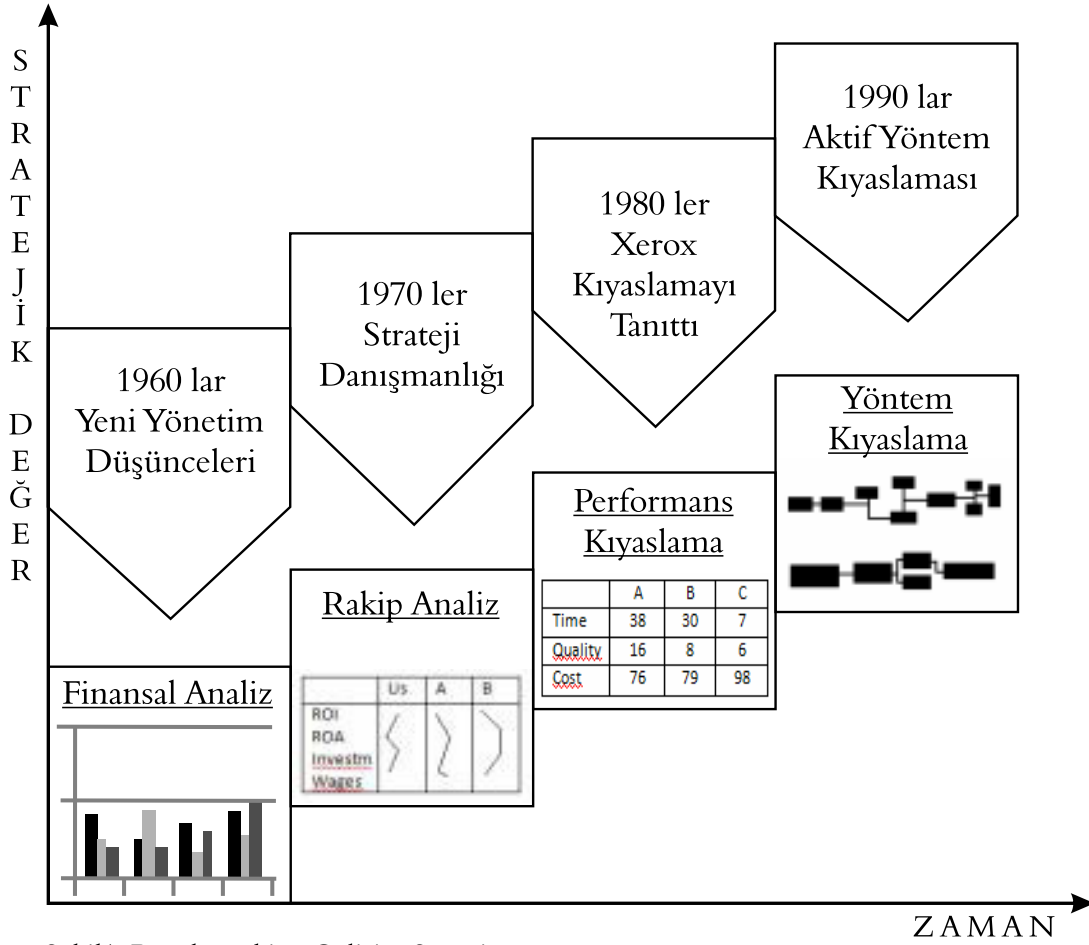 STRATEJİK DEĞER
1960 lar
Yeni Yönetim
Düşünceleri
1970 ler
Strateji
Danışmanlığı
1980 ler
Xerox
Kıyaslamayı
Tanıttı
1990 lar
Aktif Yöntem
Kıyaslaması
Finansal Analiz
Rakip Analiz
Us A B
ROI
ROA
Investm
Wages
Performans
Kıyaslama
A B C
Time 38 30 7
Quality 16 8 6
Cost 76 79 98
Yöntem
Kıyaslama
ZAMAN